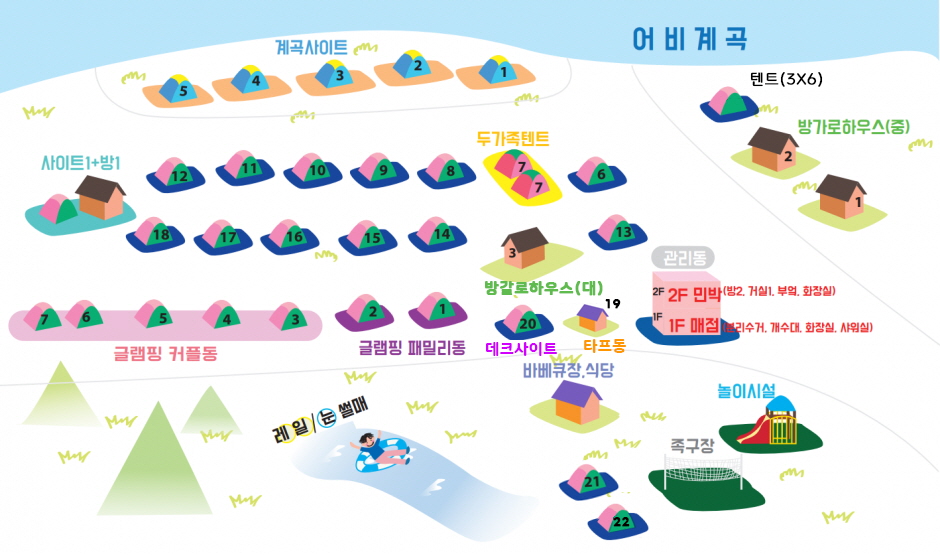 어비계곡
계곡사이트
5
4
3
2
1
텐트(3X6)
방가로하우스(중)
2
1
사이트1+방1
12
11
10
9
8
두가족텐트
7
7
6
18
17
16
15
14
3
방갈로하우스(대)
13
관리동
2F 2F 민박(방2, 거실1, 부엌, 화장실)
1F 1F 매점(분리수거, 개수대, 화장실, 샤워실)
7
6
5
4
3
글램핑 커플동
2
1
글램핑 패밀리동
20
데크사이트
19
타프동
바베큐장,식당
레일/눈썰매
놀이시설
족구장
21
22